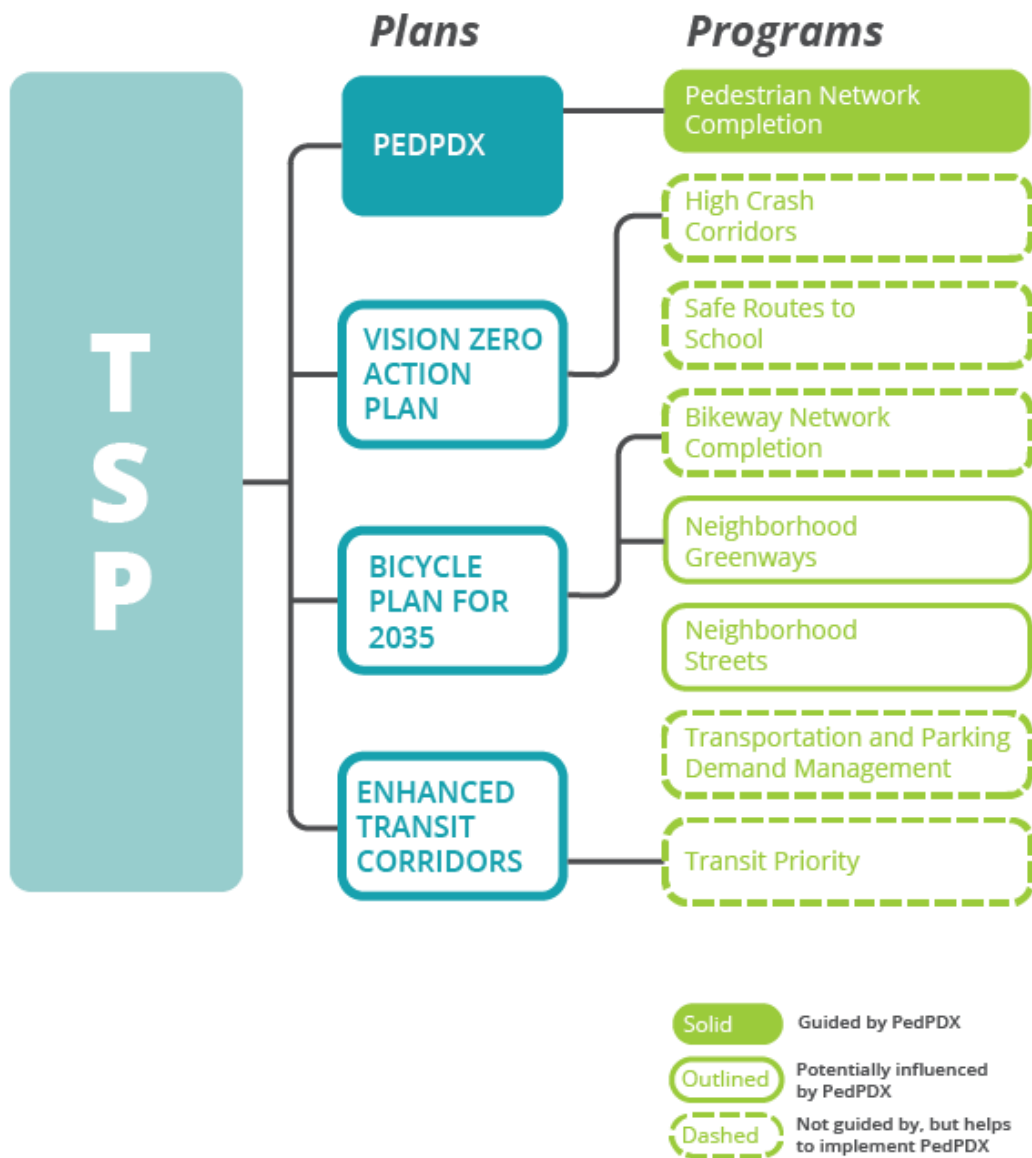 Plans
Programs
TSP
PEDPDX
VISION ZERO
ACTION
PLAN
BICYCLE
PLAN FOR
2035
ENHANCED
TRANSIT
CORRIDORS
Pedestrian Network
Completion
High Crash
Corridors
Safe Routes to
School
Bikeway Network
Completion
Neighborhood
Greenways
Neighborhood
Streets
Transportation and Parking
Demand Management
Transit Priority
Solid
Guided by PedPDX
Outlined
Potentially influenced
by PedPDX
Dashed
Not guided by, but helps
to implement PedPDX